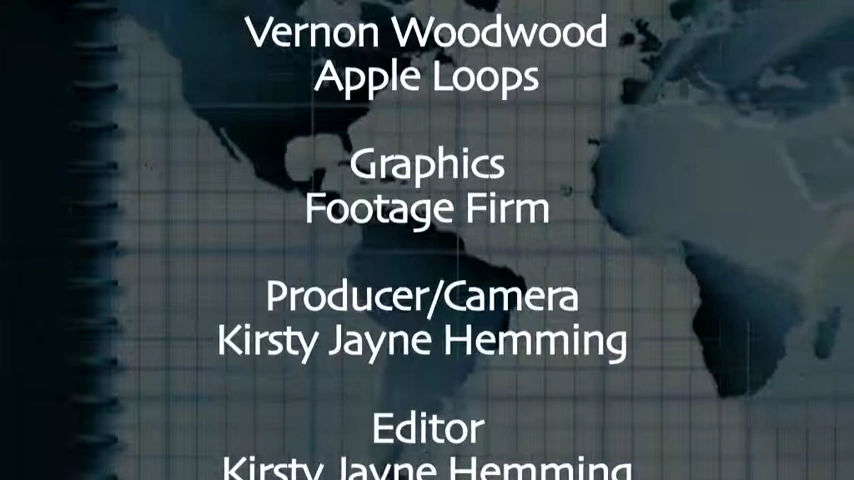 Vernon Woodwood
Apple Loops
Graphics
Footage Firm
Producer/Camera
Kirsty Jayne Hemming
Editor
Kirsty Jayne Hemming